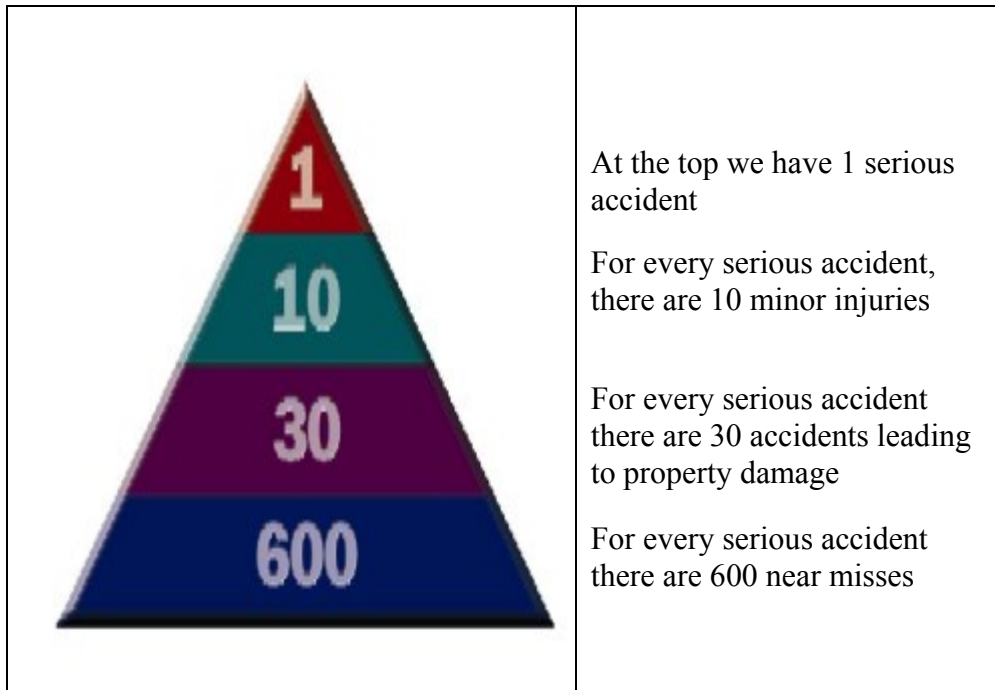 1
10
30
600
At the top we have 1 serious
accident
For every serious accident,
there are 10 minor injuries
For every serious accident
there are 30 accidents leading
to property damage
For every serious accident
there are 600 near misses